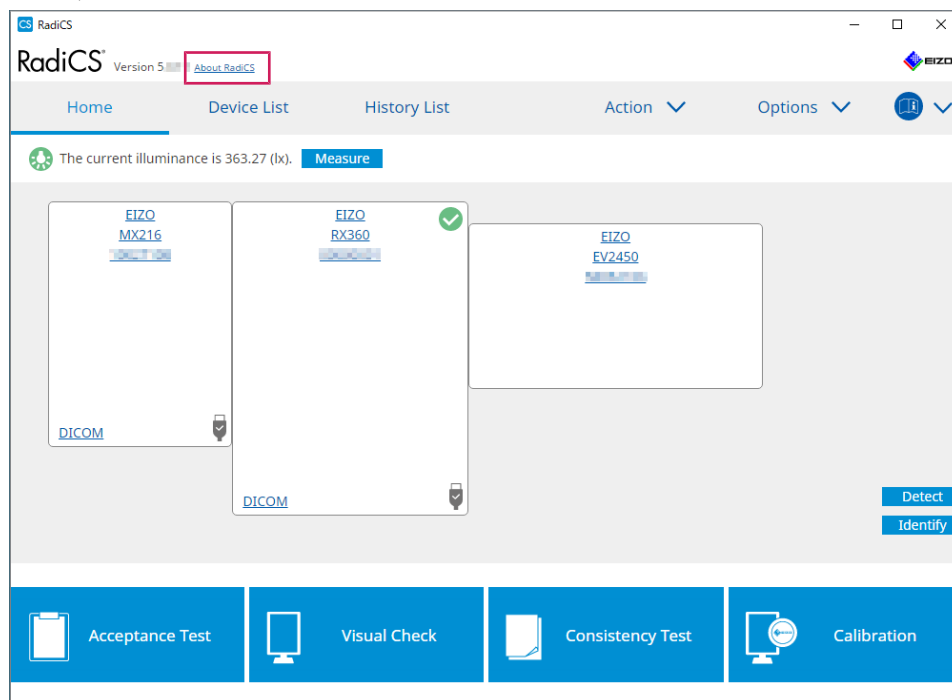 CS RadiCS
RadiCS Version 5. About RadiCS
EIZO
Home Device List History List Action Options
The current illuminance is 363.27 (lx). Measure
EIZO
MX216
DICOM
EIZO
RX360
DICOM
EIZO
EV2450
Detect
Identify
Acceptance Test Visual Check Consistency Test Calibration